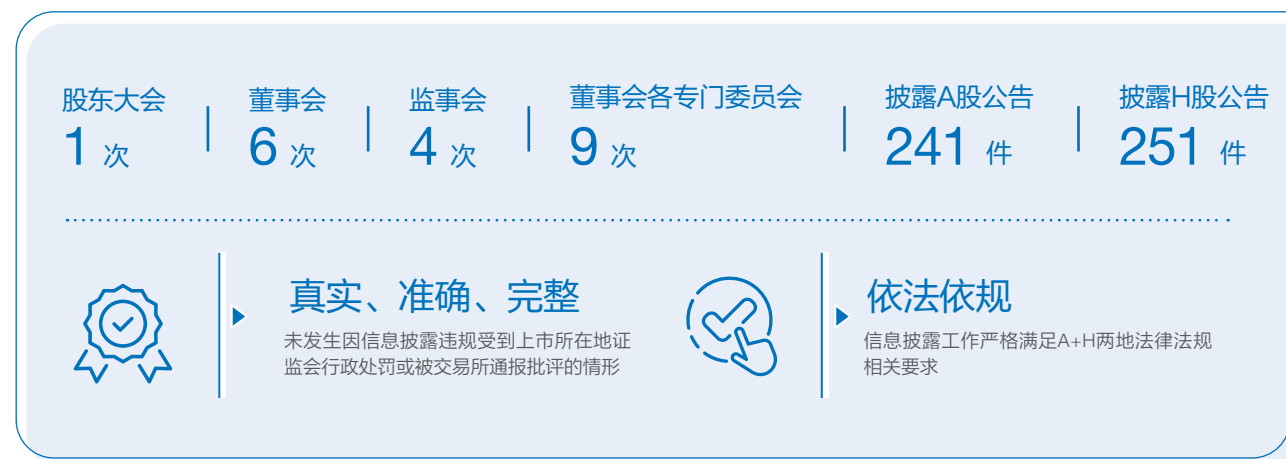 股东大会
1 次
董事会
6 次
监事会
4 次
董事会各专门委员会
9 次
披露A股公告
241 件
披露H股公告
251 件
真实、准确、完整
未发生因信息披露违规受到上市所在地证
监会行政处罚或被交易所通报批评的情形
依法依规
信息披露工作严格满足A+H两地法律法规
相关要求